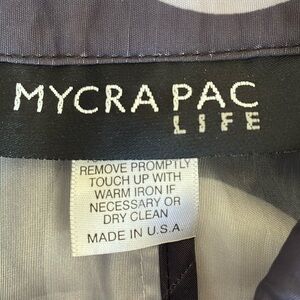 MYCRA PAC
LIFE
REMOVE PROMPTLY
TOUCH UP WITH
WARM IRON IF
NECESSARY OR
DRY CLEAN
MADE IN U.S.A.